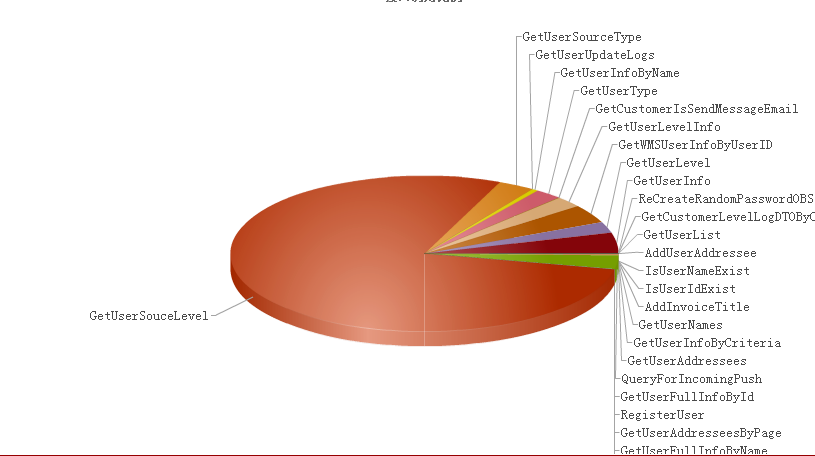 GetUserSourceType
GetUserUpdateLogs
GetUserInfoByName
GetUserType
GetCustomerIsSendMessageEmail
GetUserLevelInfo
GetWMSUserInfoByUserID
GetUserLevel
GetUserInfo
ReCreateRandomPasswordOBS
GetCustomerLevelLogDTOByC
GetUserList
AddUserAddressee
IsUserNameExist
IsUserIdExist
AddInvoiceTitle
GetUserSouceLevel
GetUserNames
GetUserInfoByCriteria
GetUserAddressees
QueryForIncomingPush
GetUserFullInfoById
RegisterUser
GetUserAddresseesByPage
GetUserFullInfoByName